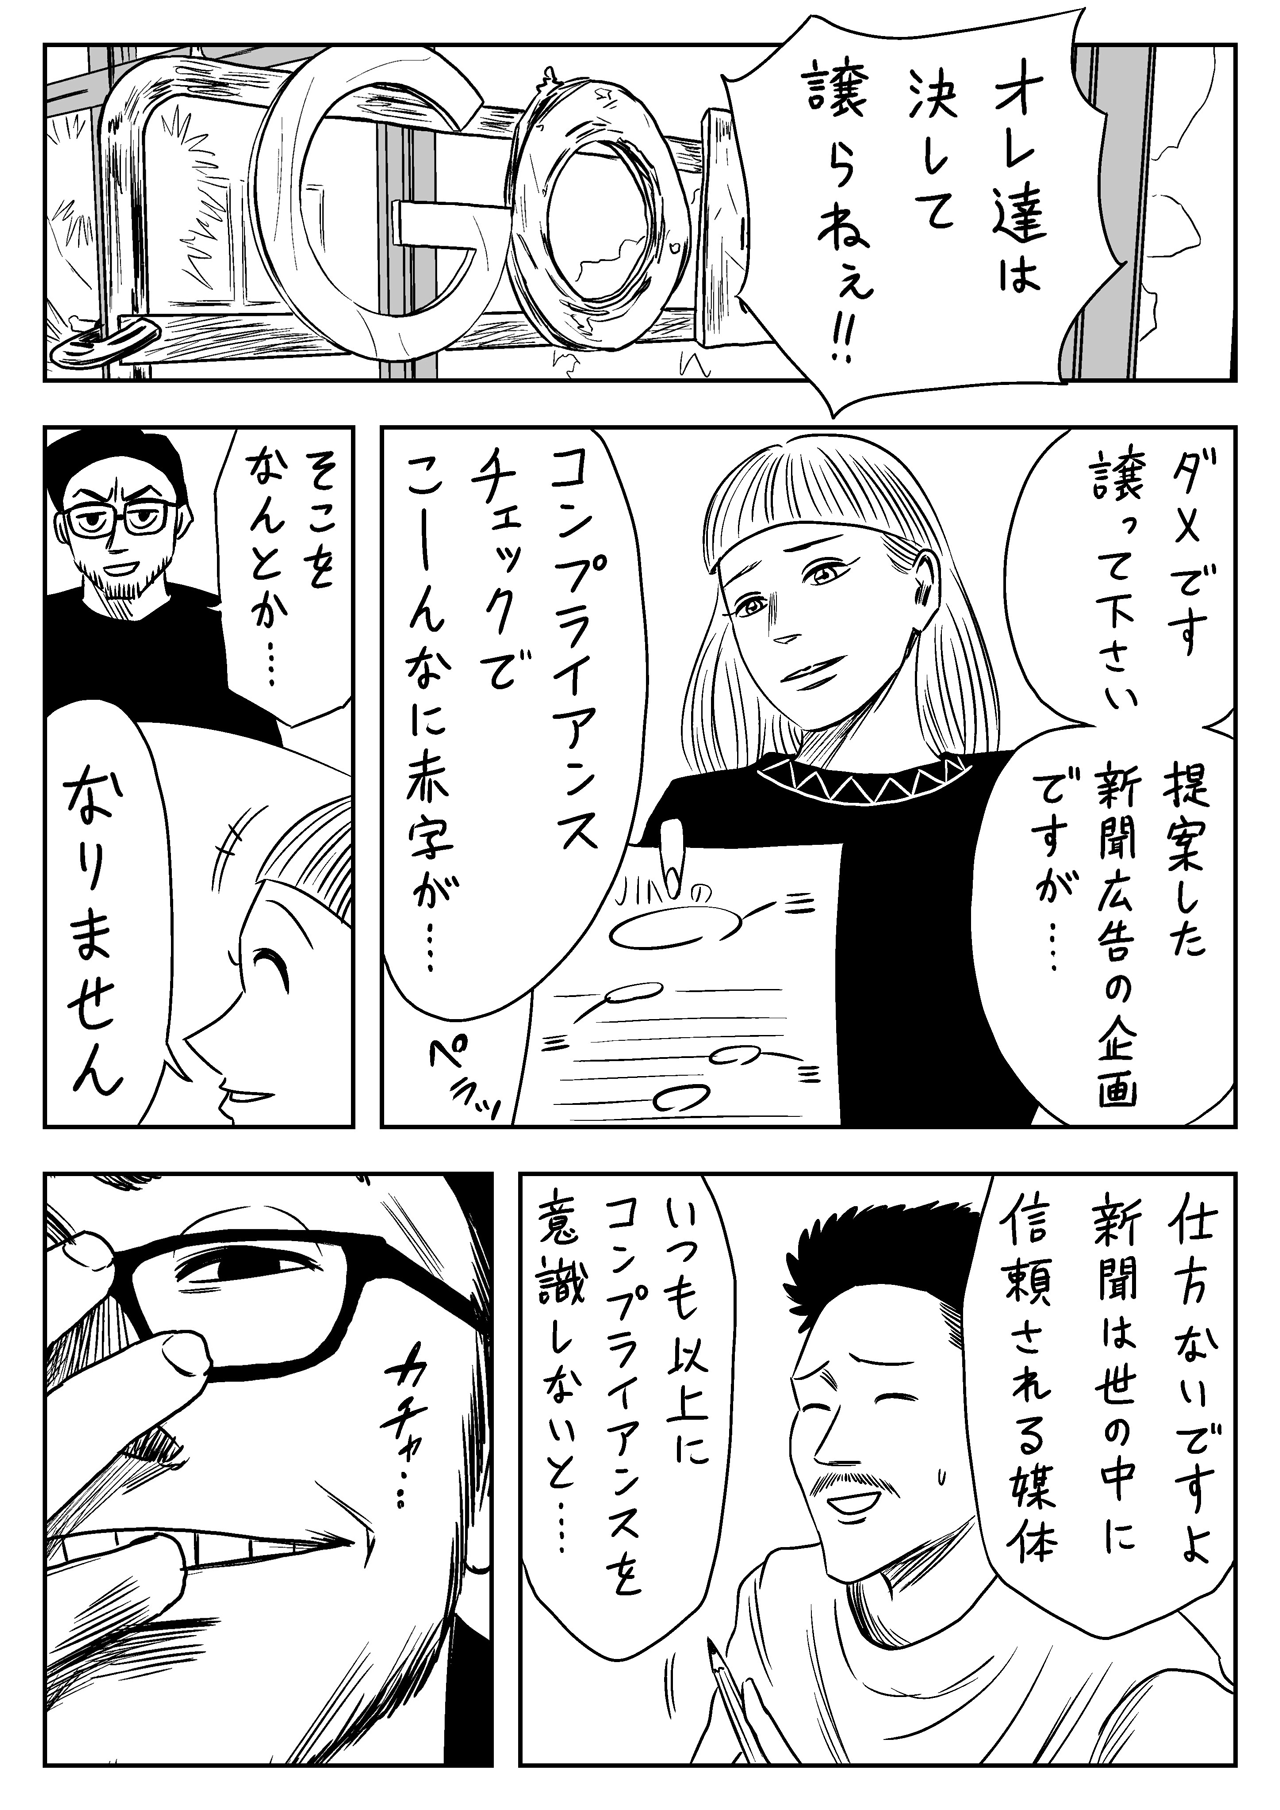 オレ達は
決して
譲らねぇ!!
GO
ダメです
譲って下さい
提案した
新聞広告の企画
ですが…
コンプライアンス
チェックで
こーんなに赤字が…
ペラッ
そこを
なんとか…
なりません
仕方ないですよ
新聞は世の中に
信頼される媒体
いつも以上に
コンプライアンスを
意識しないと…
カチャ…